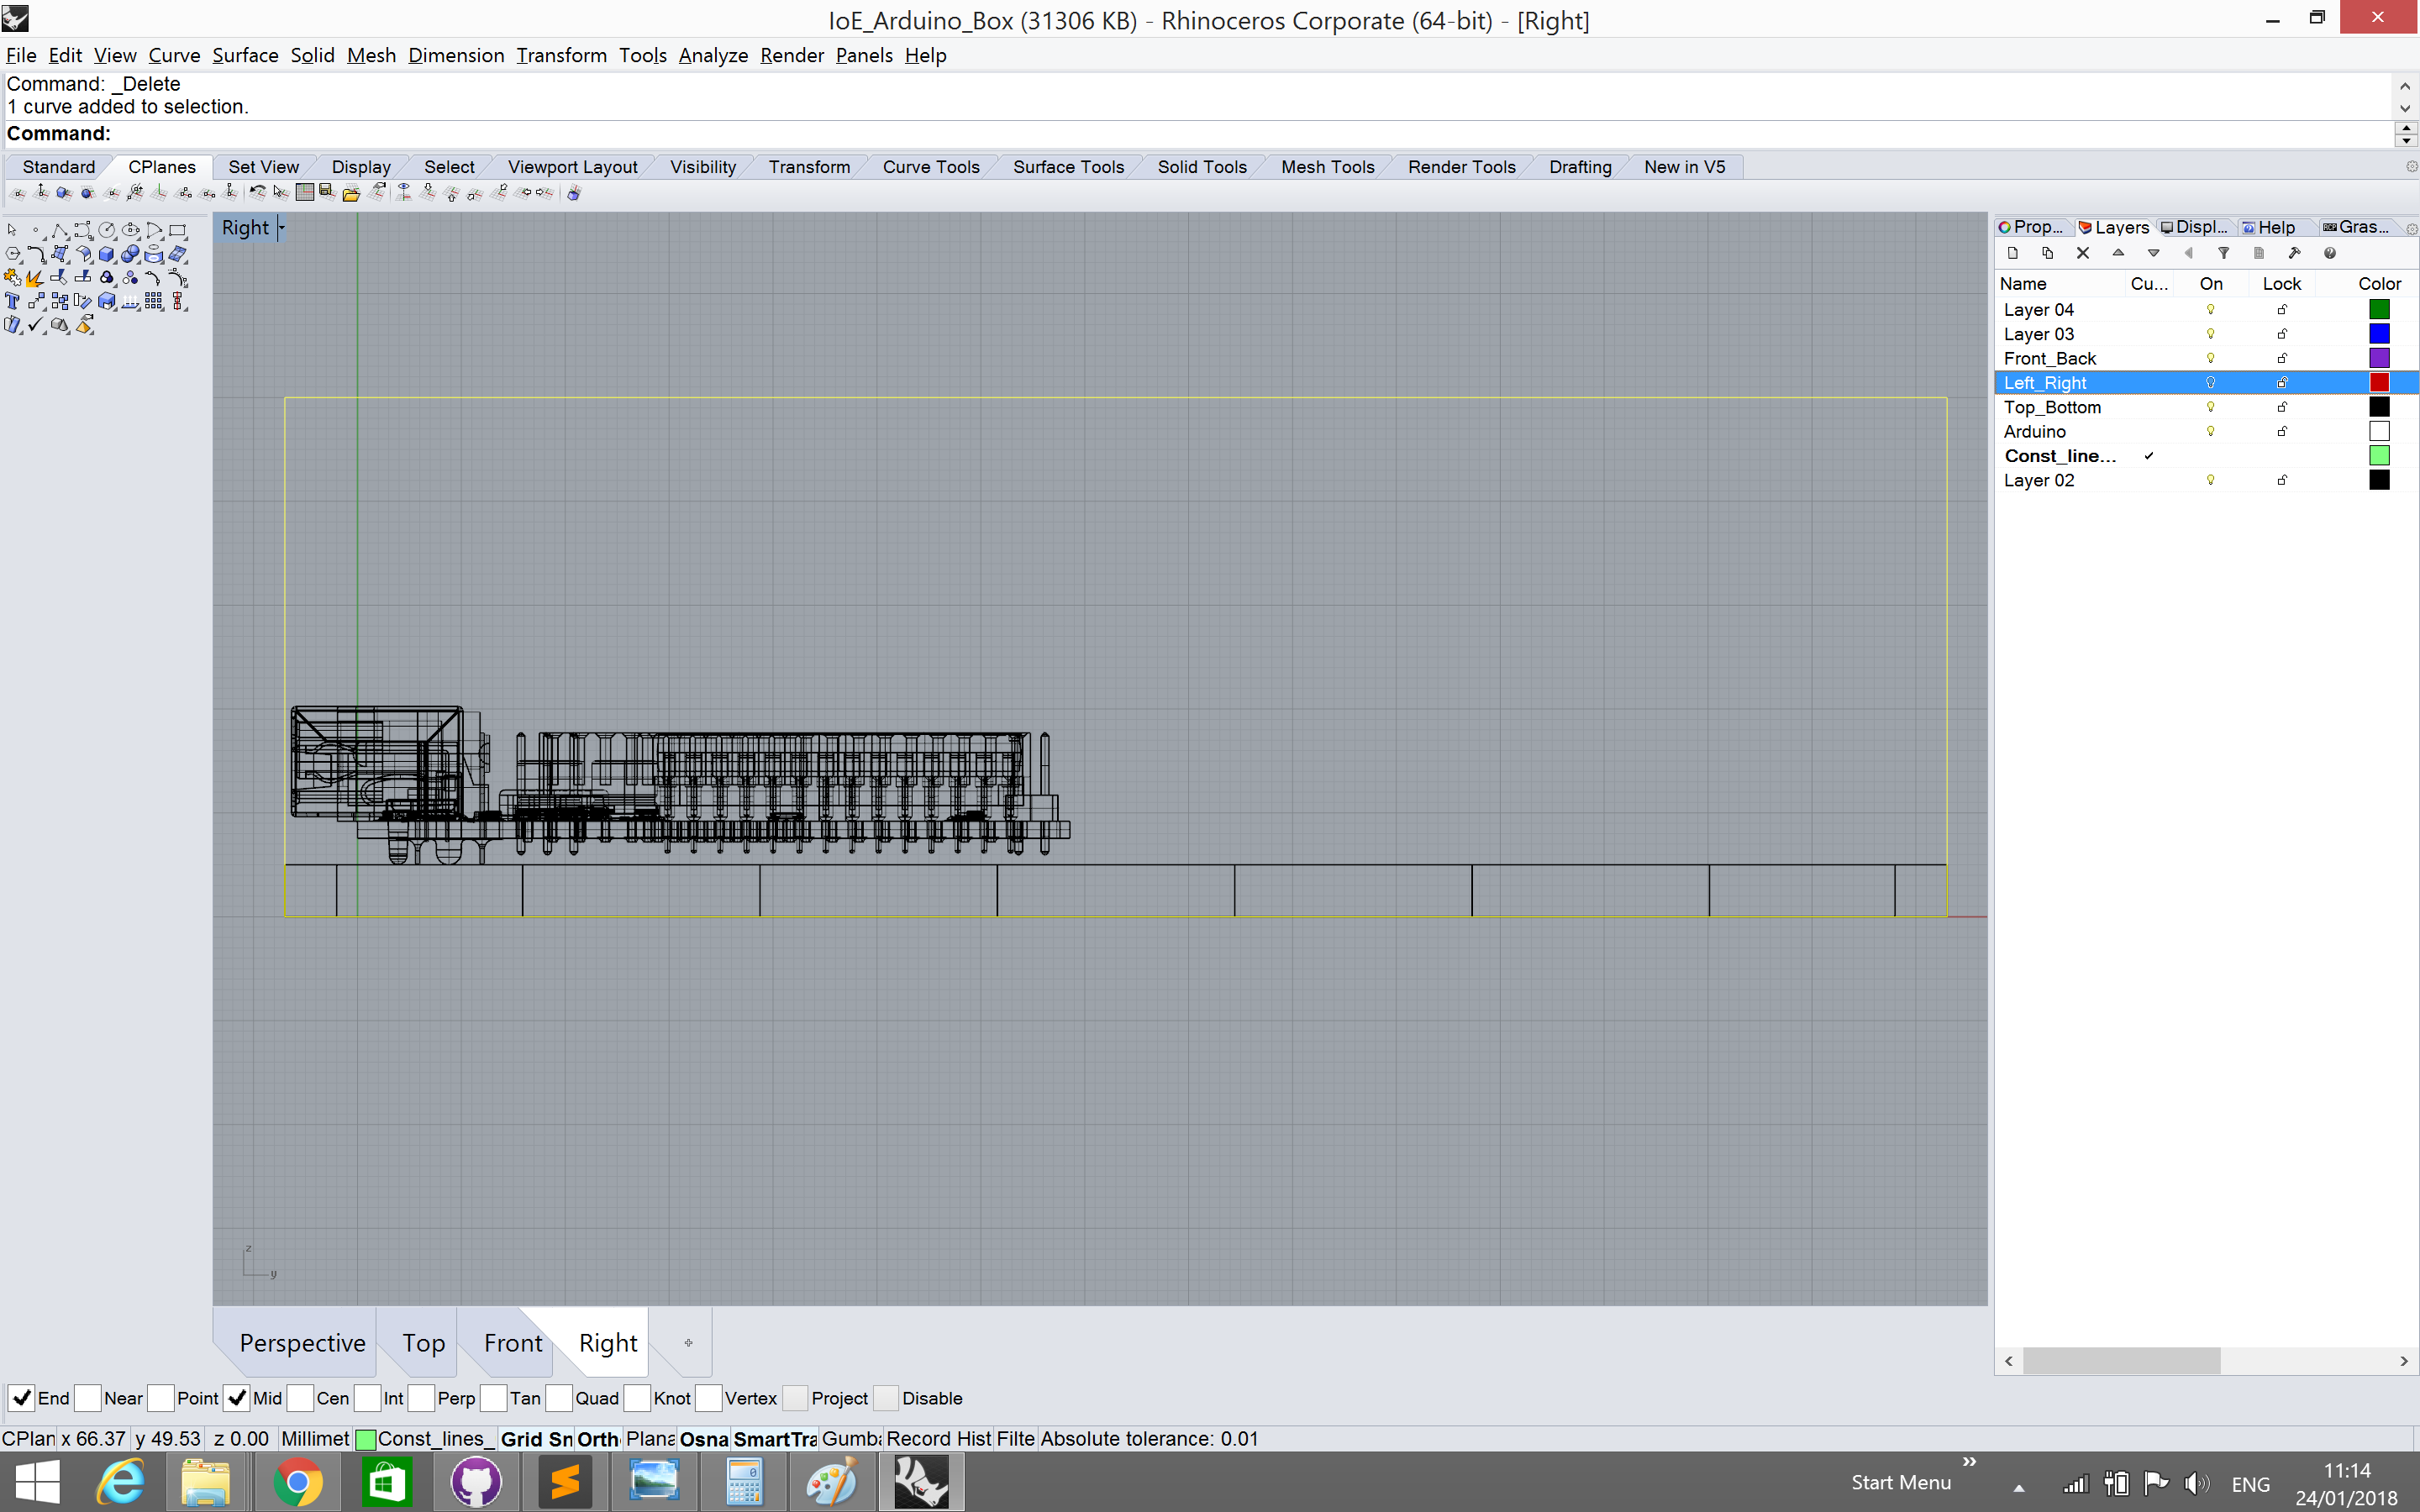 IoE_Arduino_Box (31306 KB) - Rhinoceros Corporate (64-bit) - [Right]
File Edit View Curve Surface Solid Mesh Dimension Transform Tools Analyze Render Panels Help
Command: _Delete
1 curve added to selection.
Command:
Standard CPlanes Set View Display Select Viewport Layout Visibility Transform Curve Tools Surface Tools Solid Tools Mesh Tools Render Tools Drafting New in V5
Right
Prop... Layers Displ... Help Gras...
Name Cu... On Lock Color
Layer 04
Layer 03
Front_Back
Left_Right
Top_Bottom
Arduino
Const_line...
Layer 02
z
y
Perspective Top Front Right
End Near Point Mid Cen Int Perp Tan Quad Knot Vertex Project Disable
CPlan x 66.37 y 49.53 z 0.00 Millimet Const_lines_ Grid Sn Orth Plana Osna SmartTra Gumba Record Hist Filte Absolute tolerance: 0.01
Start Menu » ENG 11:14
24/01/2018